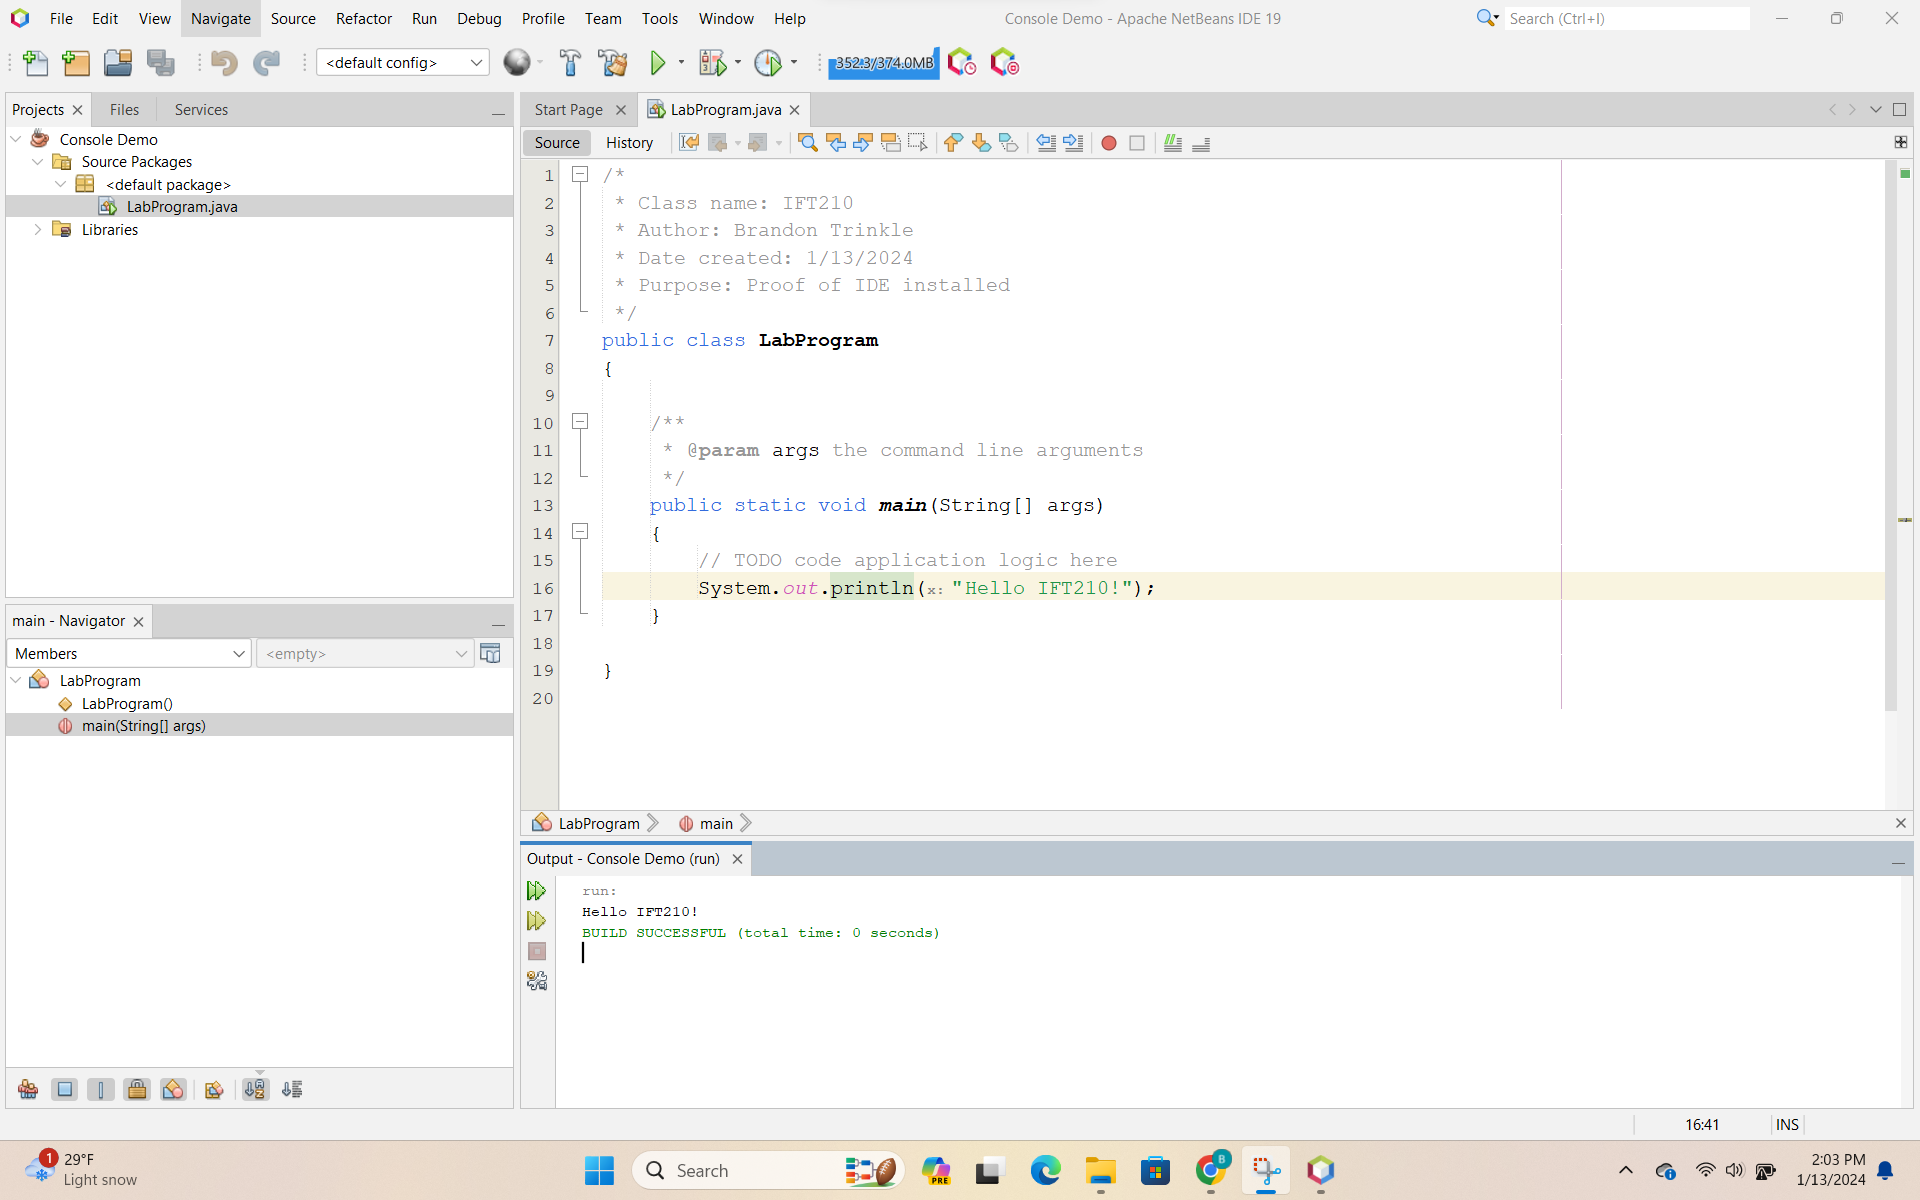 File Edit View Navigate Source Refactor Run Debug Profile Team Tools Window Help
Console Demo - Apache NetBeans IDE 19
Search (Ctrl+I)
<default config>
352.3/374.0MB
Projects Files Services
Console Demo
Source Packages
<default package>
LabProgram.java
Libraries
main - Navigator
Members
<empty>
LabProgram
LabProgram()
main(String[] args)
Start Page LabProgram.java
Source History
1 /*
2 * Class name: IFT210
3 * Author: Brandon Trinkle
4 * Date created: 1/13/2024
5 * Purpose: Proof of IDE installed
6 */
7 public class LabProgram
8 {
9
10 /**
11 * @param args the command line arguments
12 */
13 public static void main(String[] args)
14 {
15 // TODO code application logic here
16 System.out.println(x: "Hello IFT210!");
17 }
18
19 }
20
LabProgram main
Output - Console Demo (run)
run:
Hello IFT210!
BUILD SUCCESSFUL (total time: 0 seconds)
16:41 INS
1
29°F
Light snow
Search
PRE
B
2:03 PM
1/13/2024